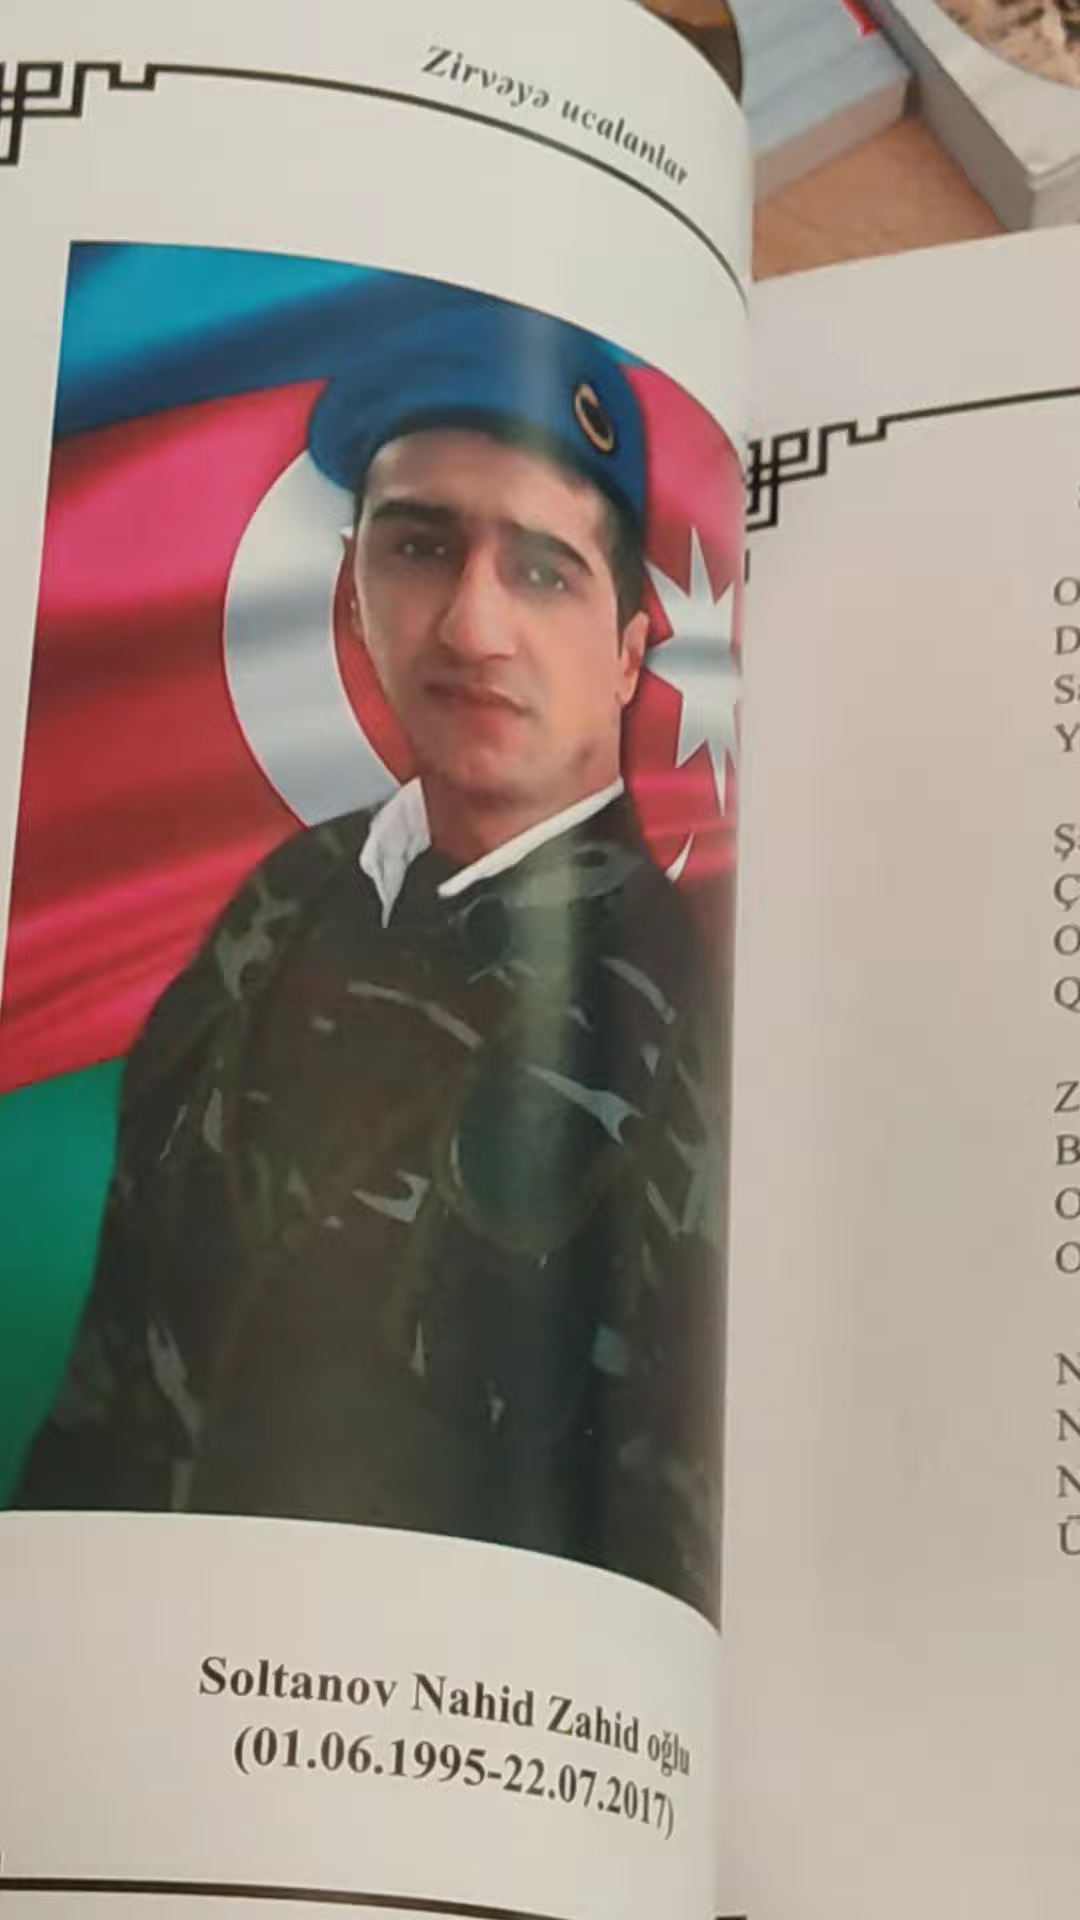 Zirvəyə ucalanlar
Soltanov Nahid Zahid oğlu
(01.06.1995-22.07.2017)
O
D
Y
O
Q
Z
B
O
O
N
N
N